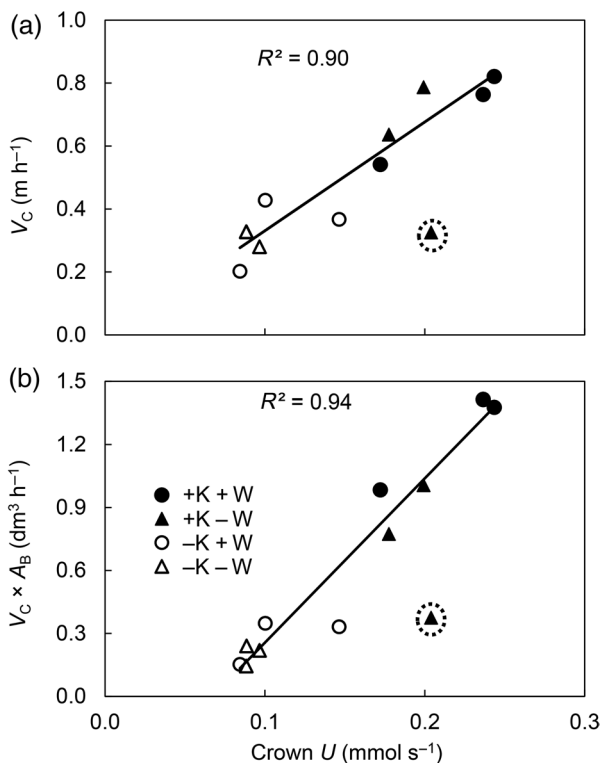 (a)
R² = 0.90
1.0
0.8
0.6
0.4
0.2
0.0
V_C (m h⁻¹)
(b)
R² = 0.94
1.5
1.2
0.9
0.6
0.3
0.0
V_C × A_B (dm³ h⁻¹)
+K + W
+K – W
–K + W
–K – W
0.0 0.1 0.2 0.3
Crown U (mmol s⁻¹)